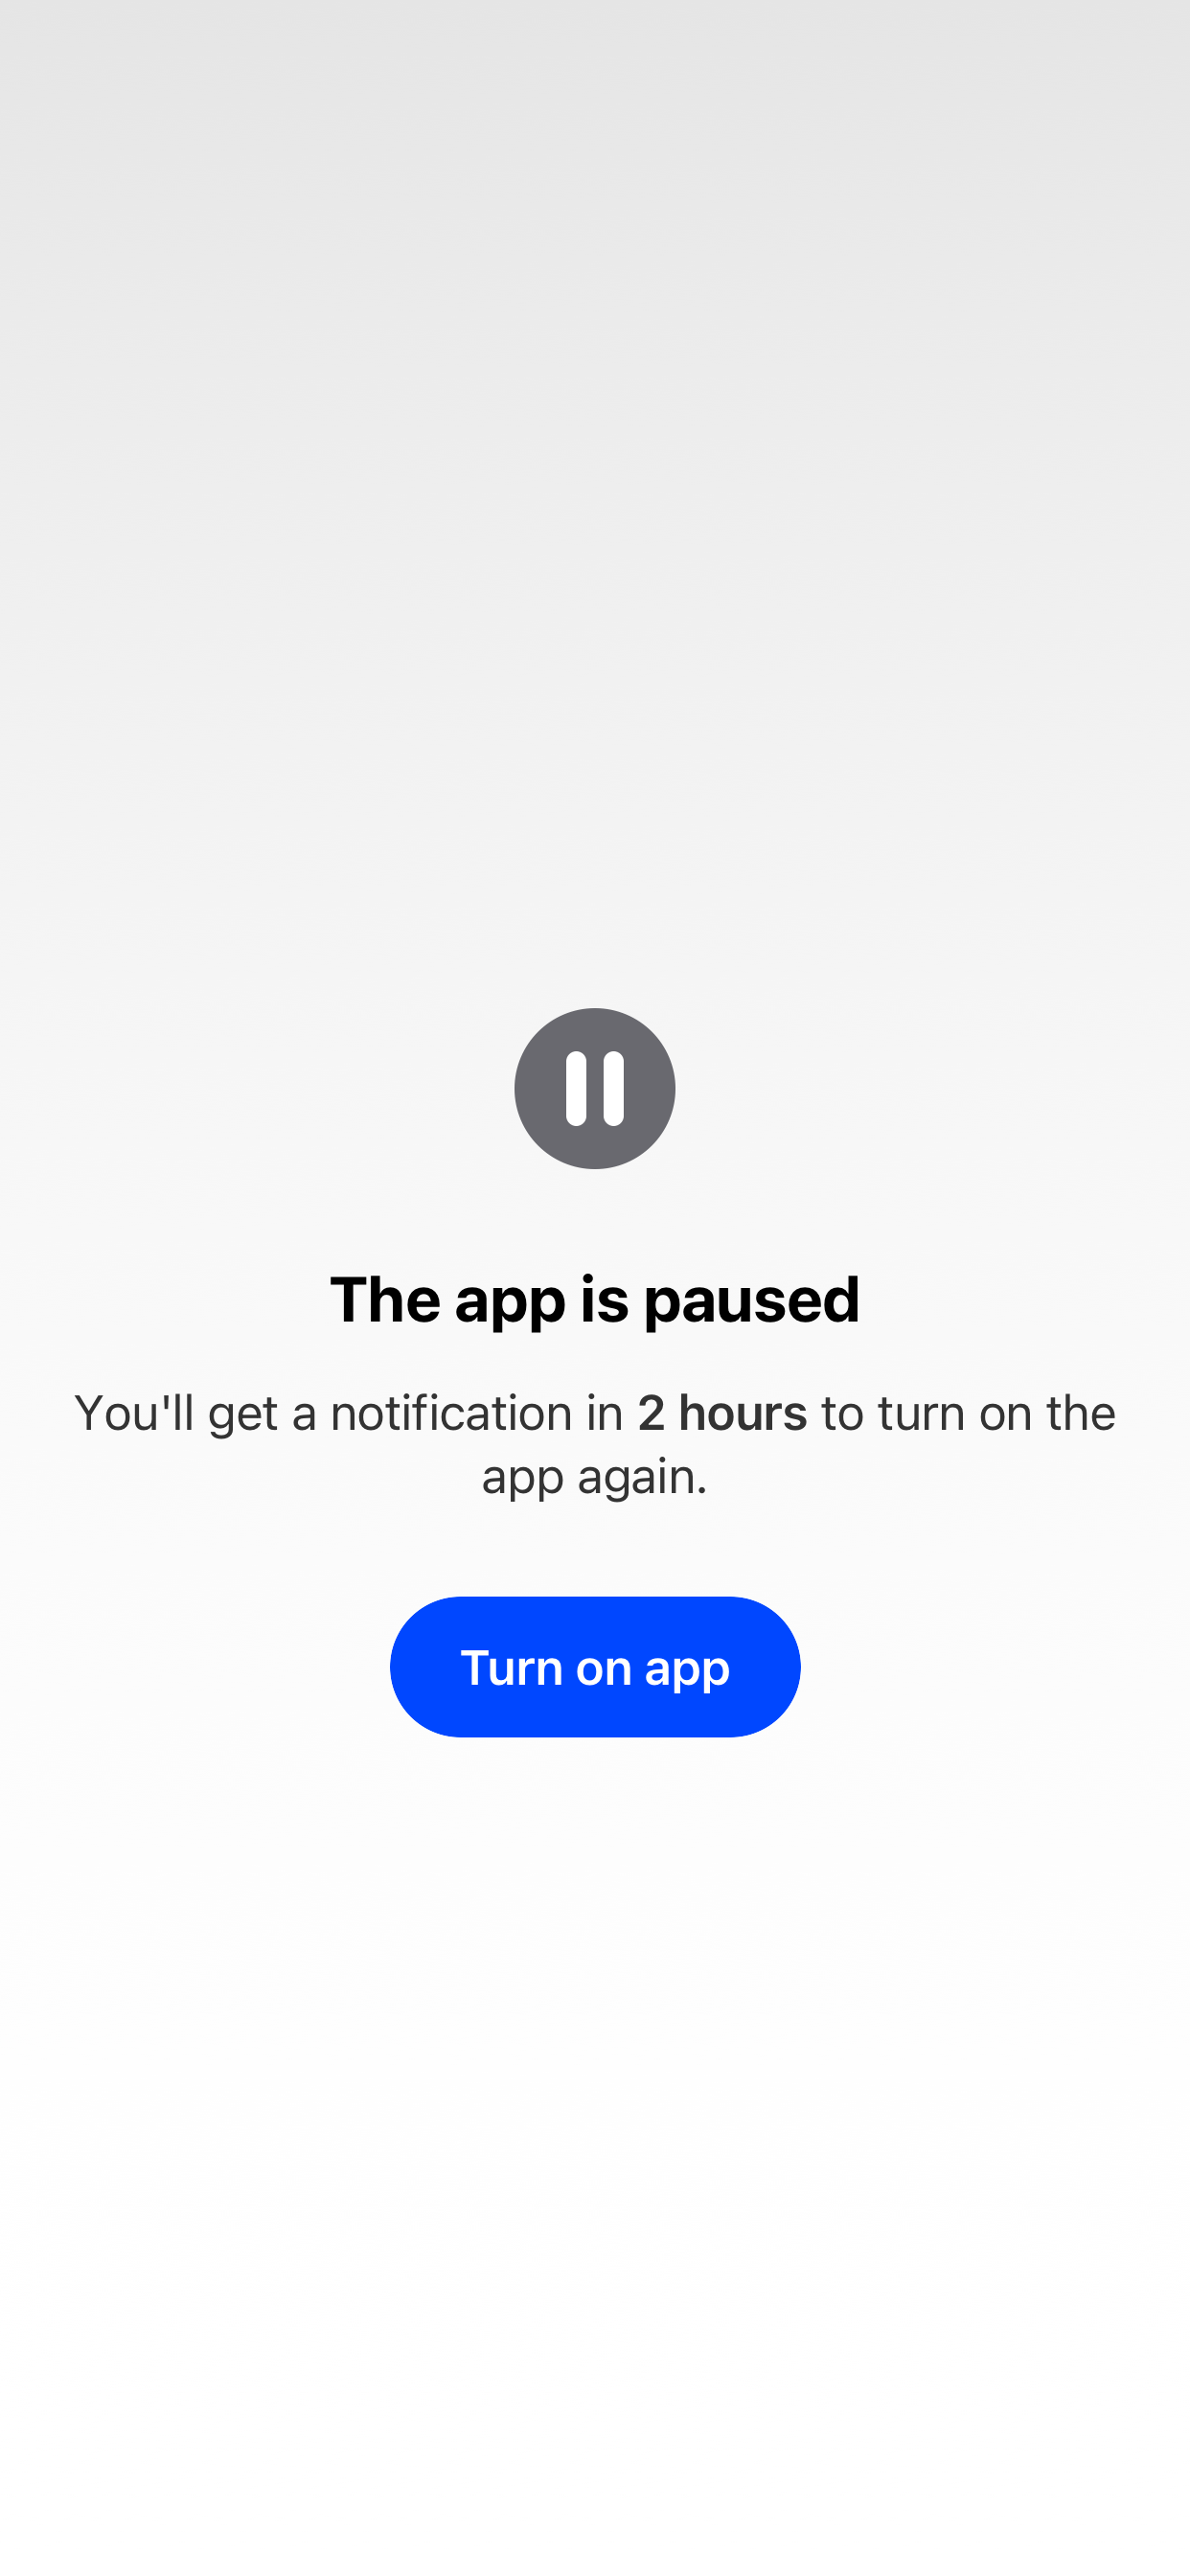 The app is paused
You'll get a notification in 2 hours to turn on the
app again.
Turn on app